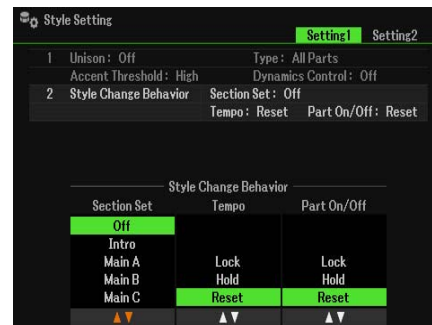 Style Setting
Setting1 Setting2
1 Unison: Off Type: All Parts
Accent Threshold: High Dynamics Control: Off
2 Style Change Behavior Section Set: Off
Tempo: Reset Part On/Off: Reset
Style Change Behavior
Section Set Tempo Part On/Off
Off
Intro
Main A Lock Lock
Main B Hold Hold
Main C Reset Reset